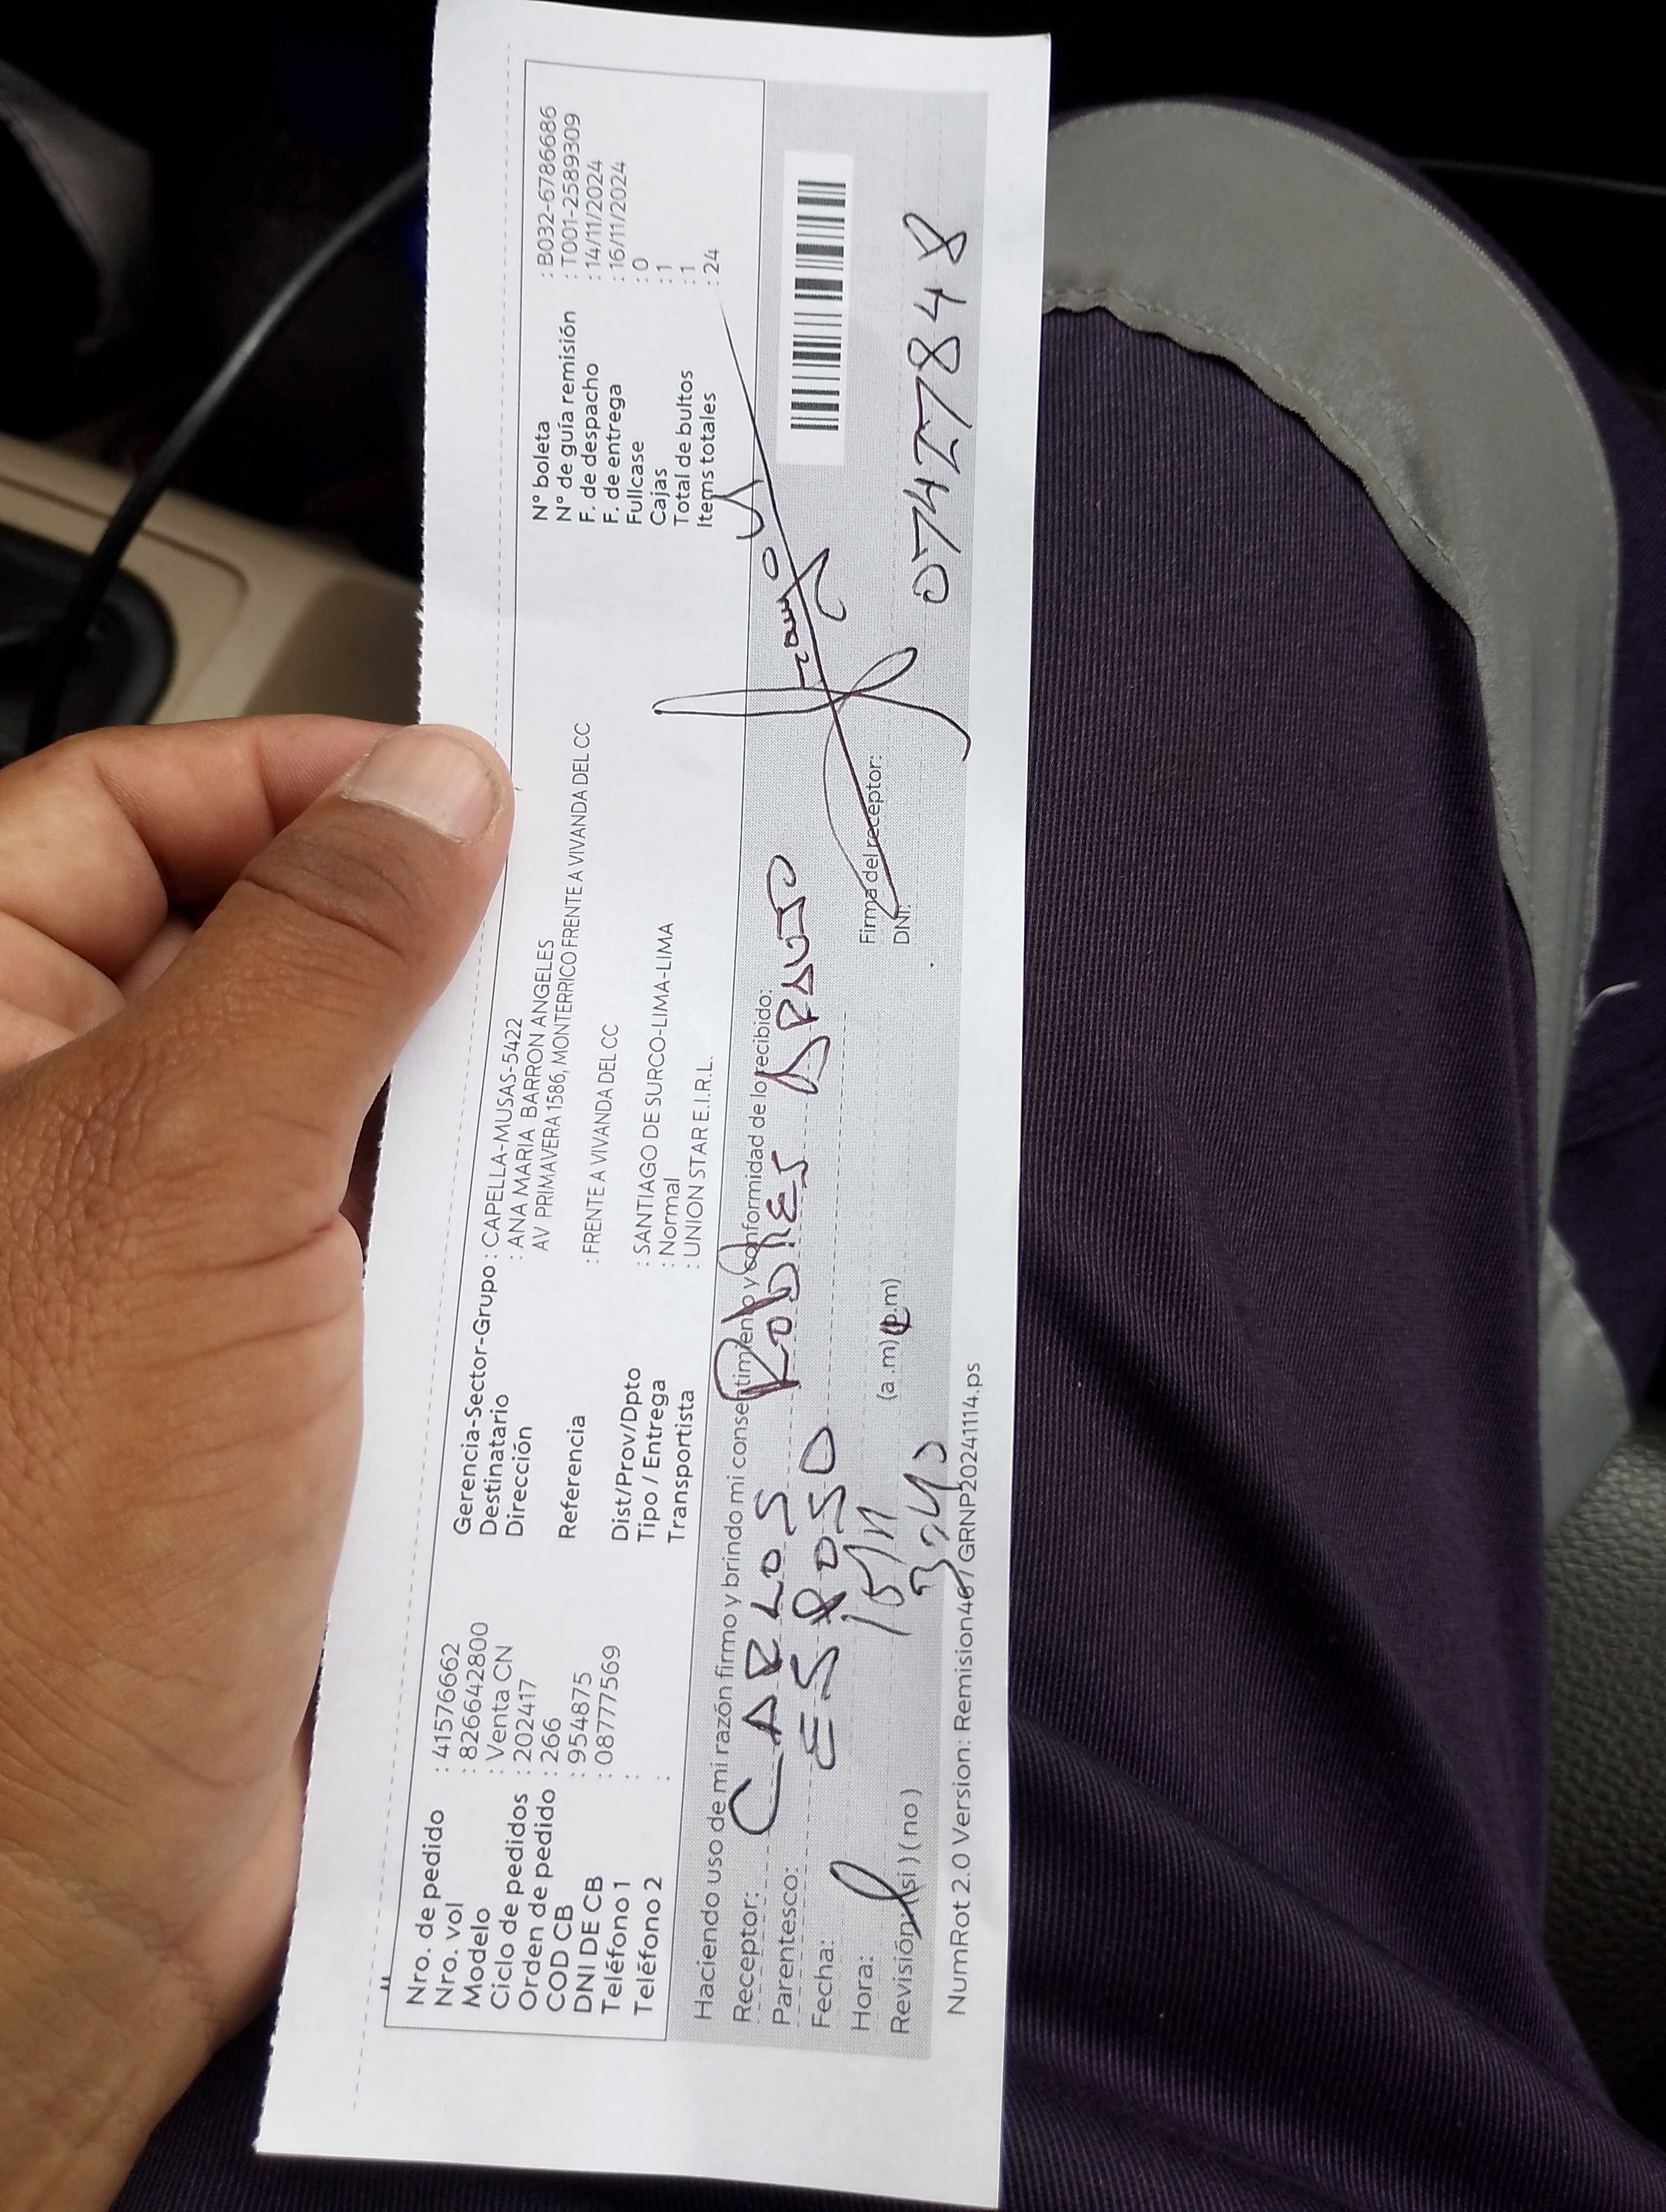 Nro. de pedido : 41576662
Nro. vol : 826642800
Modelo : Venta CN
Ciclo de pedidos : 202417
Orden de pedido : 266
COD CB : 954875
DNI DE CB : 08777569
Teléfono 1 :
Teléfono 2 :
Gerencia-Sector-Grupo : CAPELLA-MUSAS-5422
Destinatario : ANA MARIA BARRON ANGELES
Dirección AV PRIMAVERA 1586, MONTERRICO FRENTE A VIVANDA DEL CC
Referencia : FRENTE A VIVANDA DEL CC
Dist/Prov/Dpto : SANTIAGO DE SURCO-LIMA-LIMA
Tipo / Entrega : Normal
Transportista : UNION STAR E.I.R.L.
N° boleta : B032-6786686
N° de guía remisión : T001-2589309
F. de despacho : 14/11/2024
F. de entrega : 16/11/2024
Fullcase : 0
Cajas : 1
Total de bultos : 1
Items totales : 24
Haciendo uso de mi razón firmo y brindo mi consentimiento y conformidad de lo recibido:
Receptor: CARLOS ROBLES
Parentesco: ESPOSO
Fecha: 15/11
Hora: 3:40 (a.m)(p.m)
Revisión: (si) (no)
Firma del receptor:
DNI: 07427848
NumRot 2.0 Version: Remision467 GRNP20241114.ps